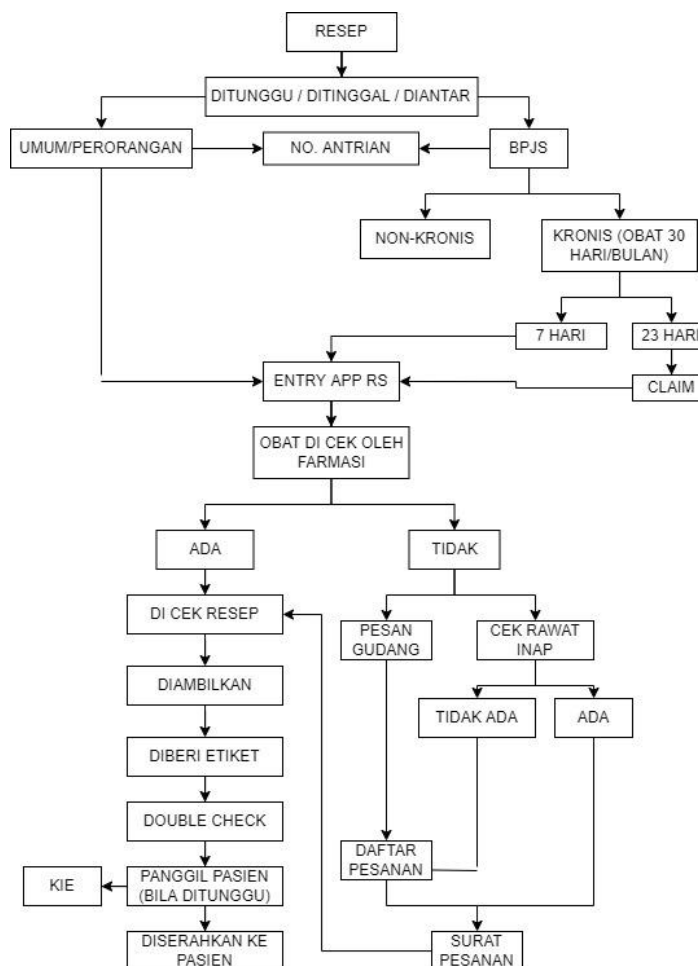 RESEP
DITUNGGU / DITINGGAL / DIANTAR
UMUM/PERORANGAN
NO. ANTRIAN
BPJS
NON-KRONIS
KRONIS (OBAT 30
HARI/BULAN)
7 HARI
23 HARI
ENTRY APP RS
CLAIM
OBAT DI CEK OLEH
FARMASI
ADA
TIDAK
DI CEK RESEP
PESAN
GUDANG
CEK RAWAT
INAP
DIAMBILKAN
TIDAK ADA
ADA
DIBERI ETIKET
DOUBLE CHECK
DAFTAR
PESANAN
KIE
PANGGIL PASIEN
(BILA DITUNGGU)
DISERAHKAN KE
PASIEN
SURAT
PESANAN